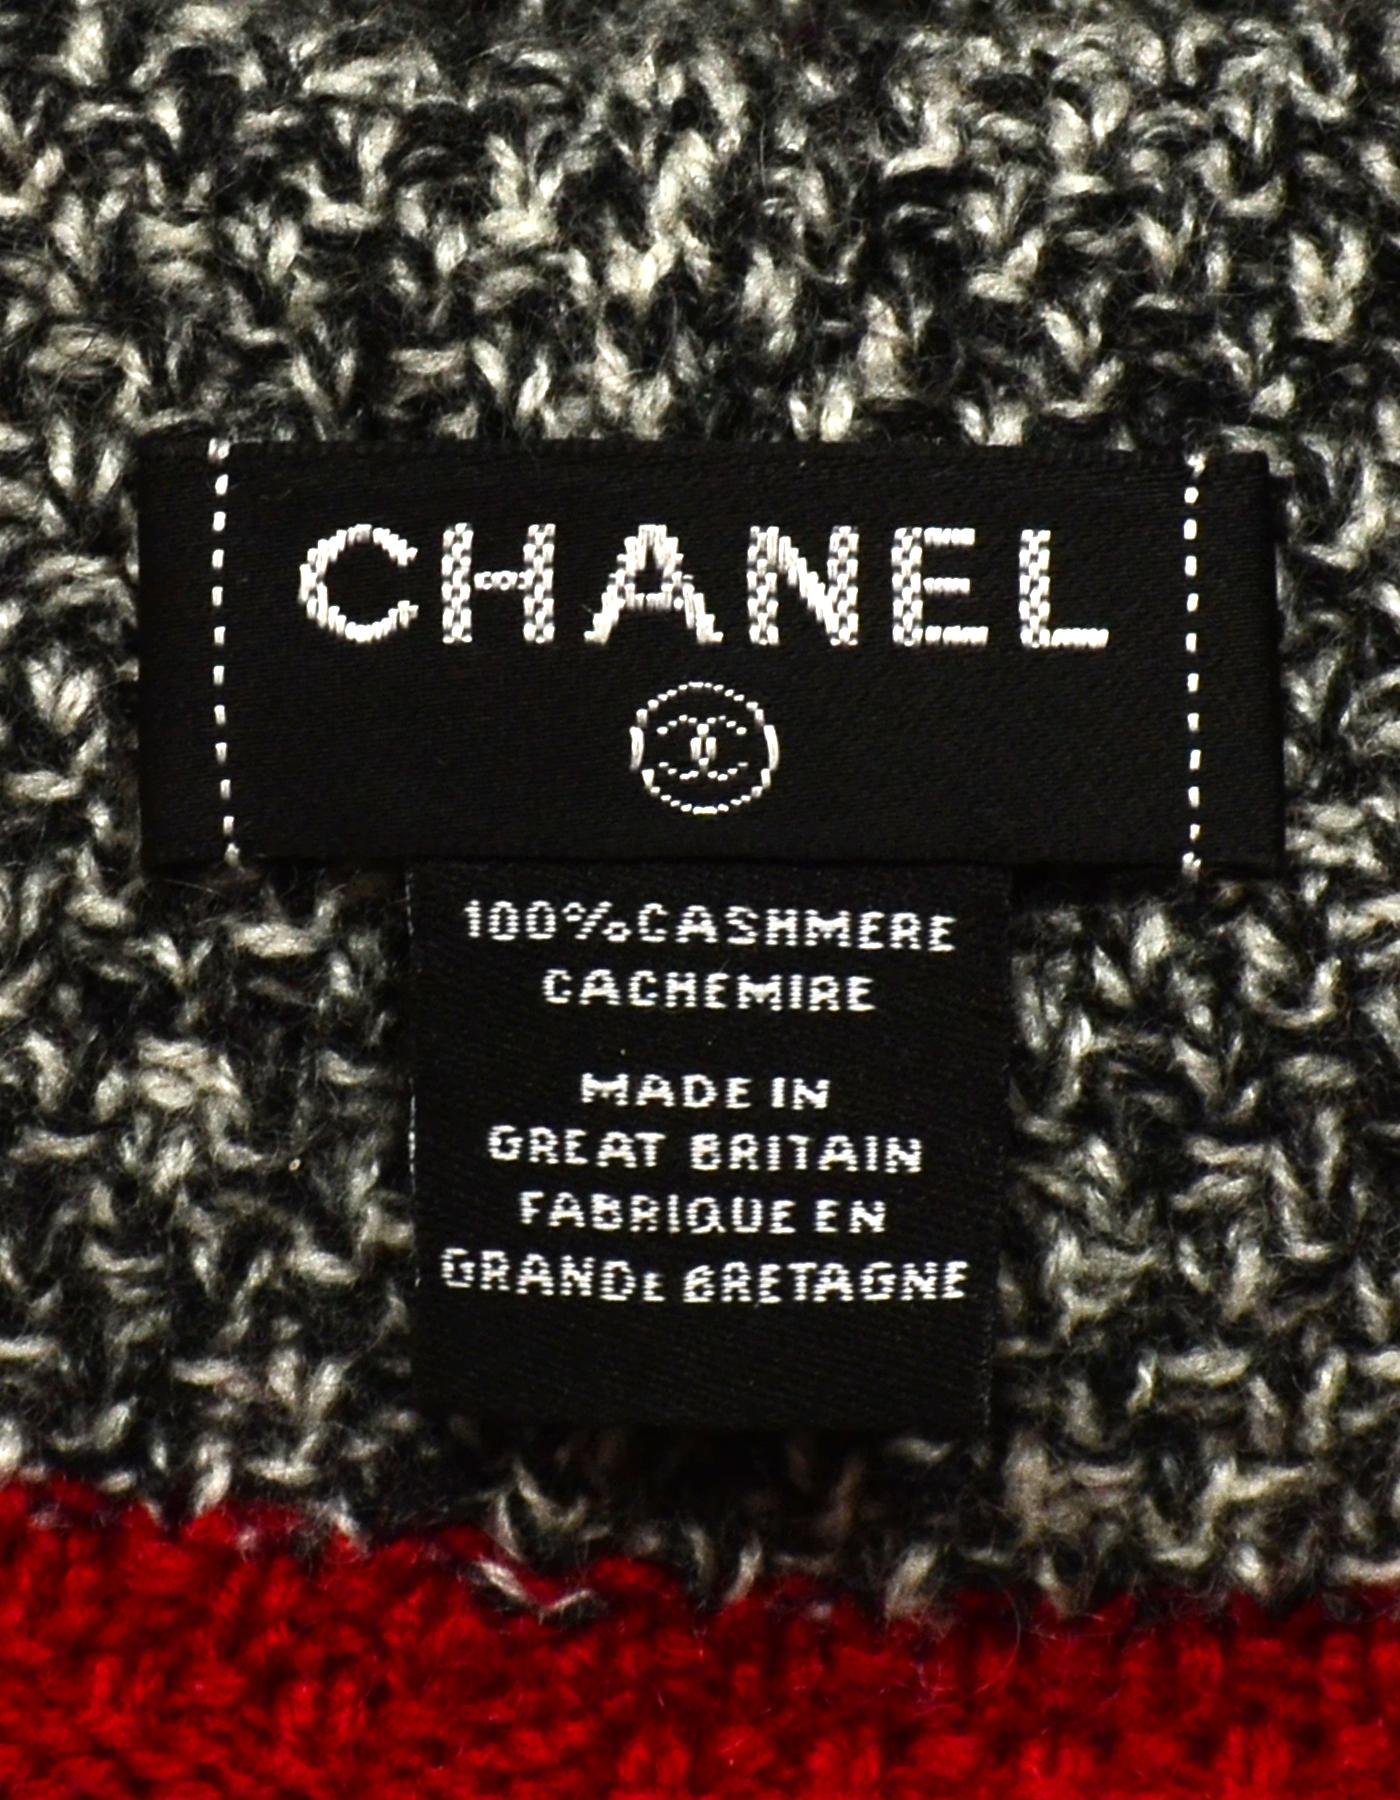 CHANEL
100%CASHMERE
CACHEMIRE
MADE IN
GREAT BRITAIN
FABRIQUE EN
GRANDE BRETAGNE